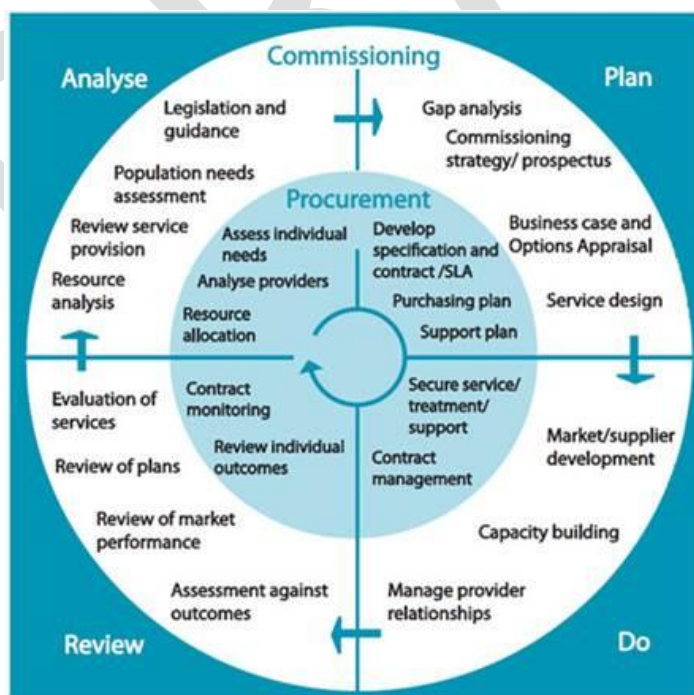 Commissioning
Analyse
Plan
Legislation and
guidance
Population needs
assessment
Review service
provision
Resource
analysis
Gap analysis
Commissioning
strategy/ prospectus
Business case and
Options Appraisal
Service design
Procurement
Assess individual
needs
Analyse providers
Resource
allocation
Develop
specification and
contract /SLA
Purchasing plan
Support plan
Contract
monitoring
Review individual
outcomes
Secure service/
treatment/
support
Contract
management
Evaluation of
services
Review of plans
Review of market
performance
Assessment against
outcomes
Market/supplier
development
Capacity building
Manage provider
relationships
Review
Do